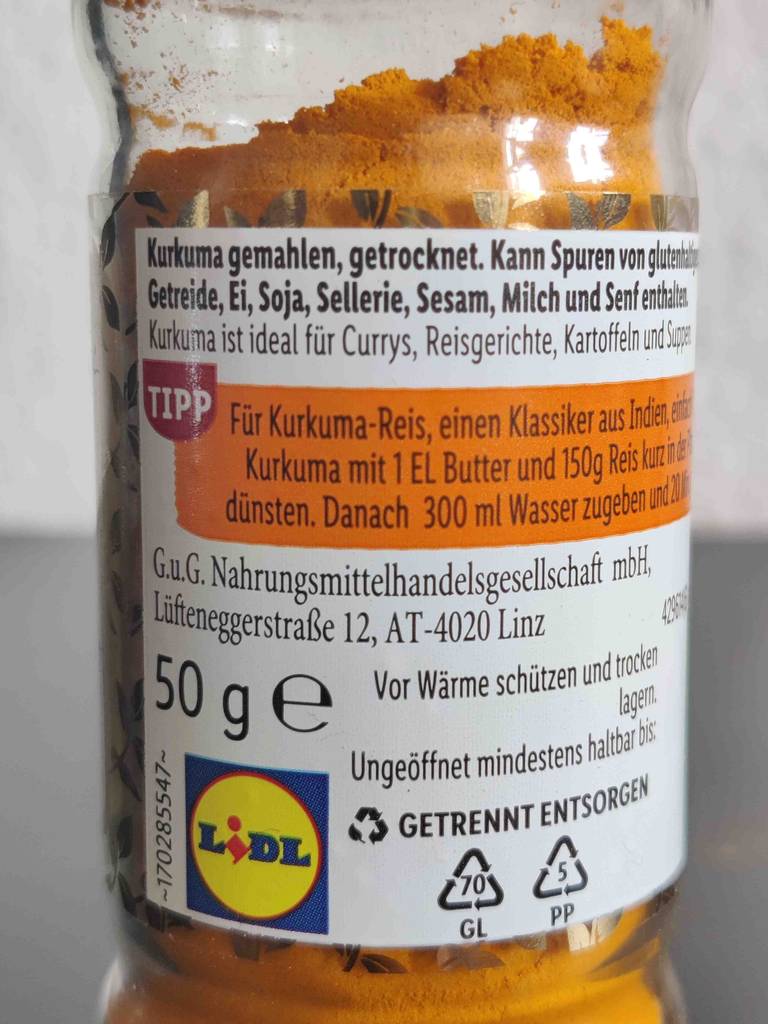 Kurkuma gemahlen, getrocknet. Kann Spuren von
Getreide, Ei, Soja, Sellerie, Sesam, Milch und Senf enthalten.
Kurkuma ist ideal für Currys, Reisgerichte, Kartoffeln und Suppen
TIPP
Für Kurkuma-Reis, einen Klassiker aus Indien,
Kurkuma mit 1 EL Butter und 150g Reis kurz in der
dünsten. Danach 300 ml Wasser zugeben und 20
G.u.G. Nahrungsmittelhandelsgesellschaft mbH,
Lüfteneggerstraße 12, AT-4020 Linz
50 g e
Vor Wärme schützen und trocken
lagern.
Ungeöffnet mindestens haltbar bis:
GETRENNT ENTSORGEN
~170285547~
LIDL
70
GL
5
PP